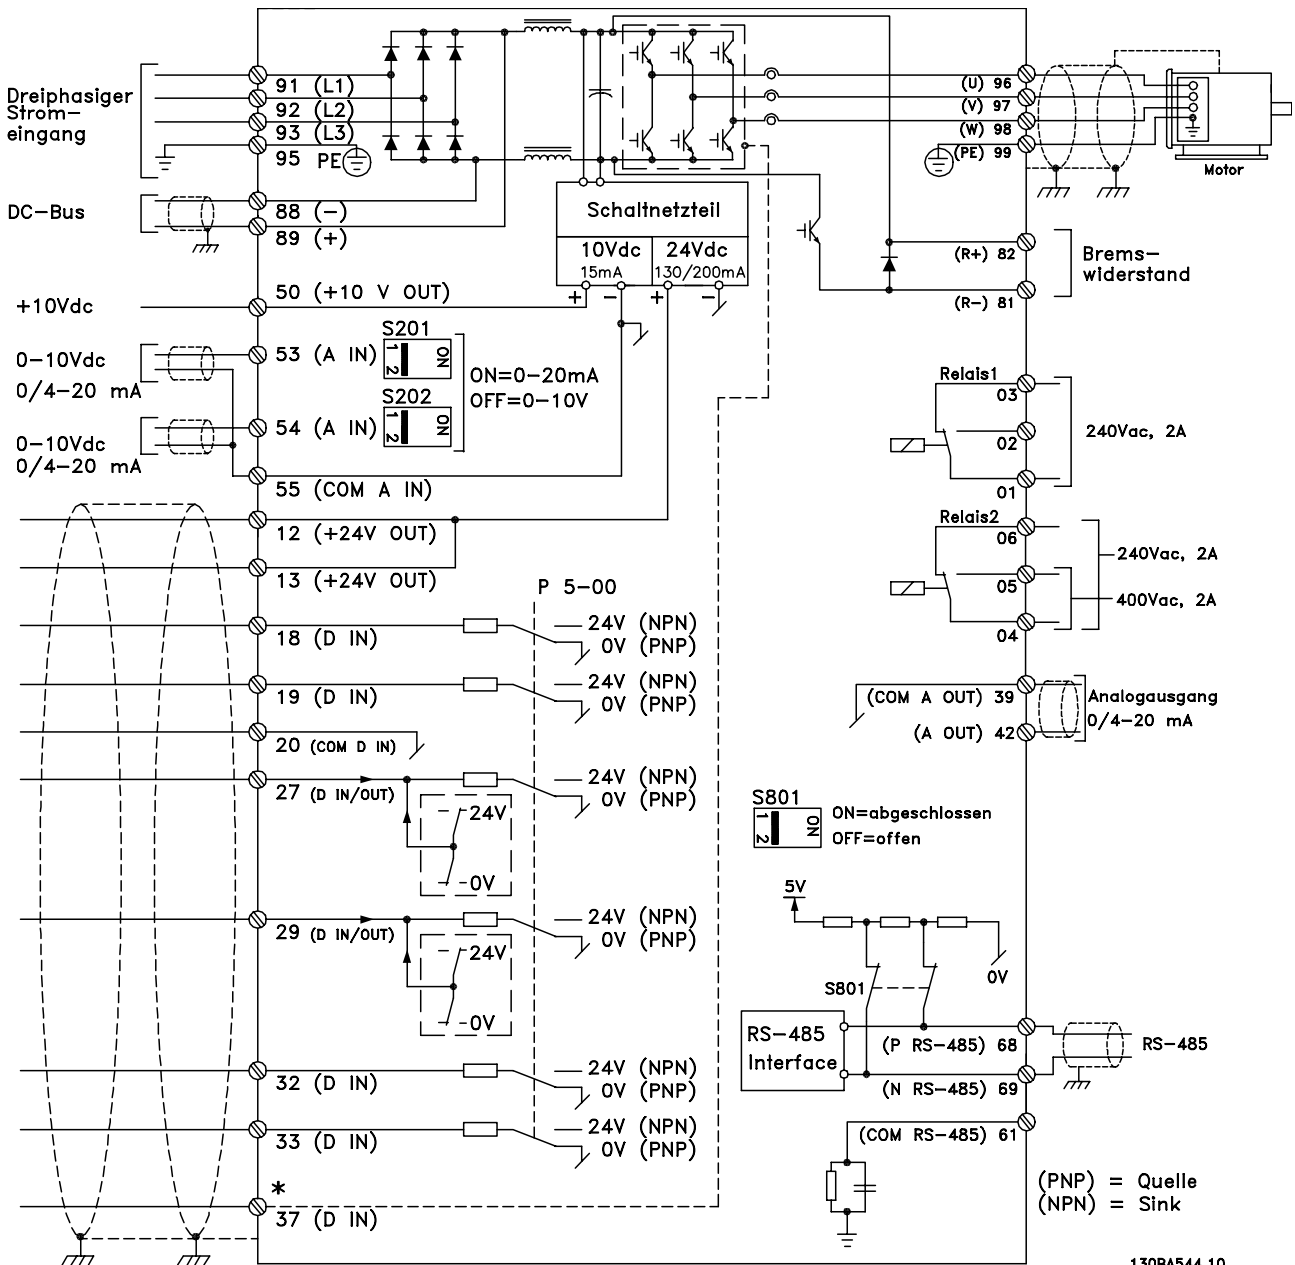 Dreiphasiger
Strom-
eingang
91 (L1)
92 (L2)
93 (L3)
95 PE
DC-Bus
88 (-)
89 (+)
+10Vdc
50 (+10 V OUT)
0-10Vdc
0/4-20 mA
53 (A IN)
S201
1
2
ON
ON=0-20mA
OFF=0-10V
0-10Vdc
0/4-20 mA
54 (A IN)
S202
1
2
ON
55 (COM A IN)
12 (+24V OUT)
13 (+24V OUT)
P 5-00
18 (D IN)
24V (NPN)
0V (PNP)
19 (D IN)
24V (NPN)
0V (PNP)
20 (COM D IN)
27 (D IN/OUT)
24V (NPN)
0V (PNP)
24V
0V
29 (D IN/OUT)
24V (NPN)
0V (PNP)
24V
0V
32 (D IN)
24V (NPN)
0V (PNP)
33 (D IN)
24V (NPN)
0V (PNP)
*
37 (D IN)
Schaltnetzteil
10Vdc
15mA
24Vdc
130/200mA
+ - + -
(U) 96
(V) 97
(W) 98
(PE) 99
Motor
(R+) 82
(R-) 81
Brems-
widerstand
Relais1
03
02
01
240Vac, 2A
Relais2
06
05
04
240Vac, 2A
400Vac, 2A
(COM A OUT) 39
(A OUT) 42
Analogausgang
0/4-20 mA
S801
1
2
ON
ON=abgeschlossen
OFF=offen
5V
0V
S801
RS-485
Interface
(P RS-485) 68
(N RS-485) 69
RS-485
(COM RS-485) 61
(PNP) = Quelle
(NPN) = Sink
130BA544.10